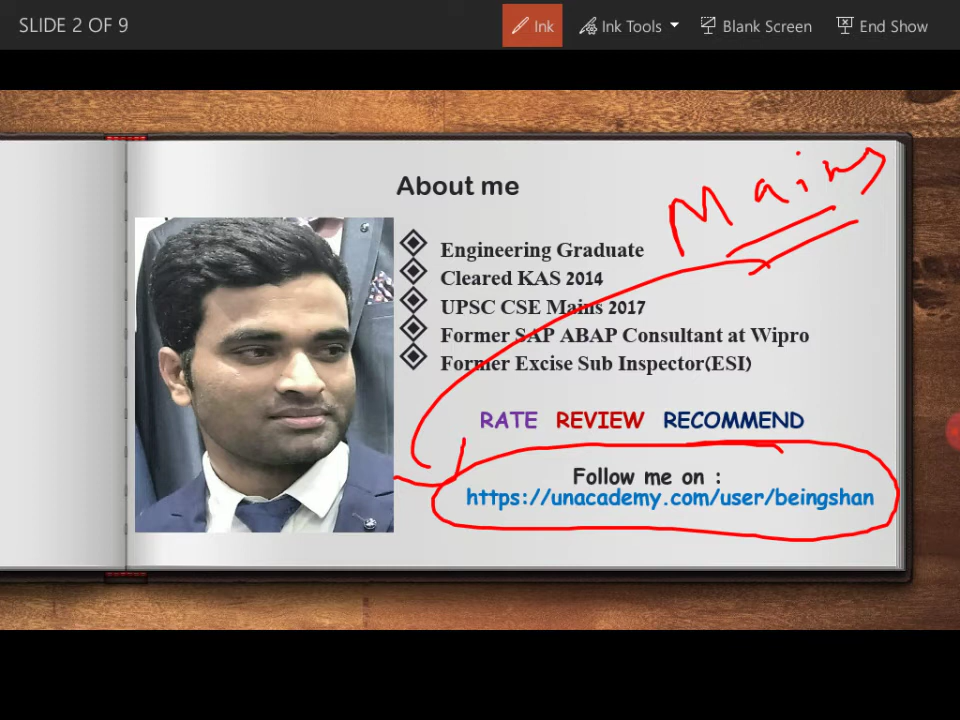 SLIDE 2 OF 9
Ink
Ink Tools
Blank Screen
End Show
Mains
About me
Engineering Graduate
Cleared KAS 2014
UPSC CSE Mains 2017
Former SAP ABAP Consultant at Wipro
Former Excise Sub Inspector(ESI)
RATE REVIEW RECOMMEND
Follow me on :
https://unacademy.com/user/beingshan